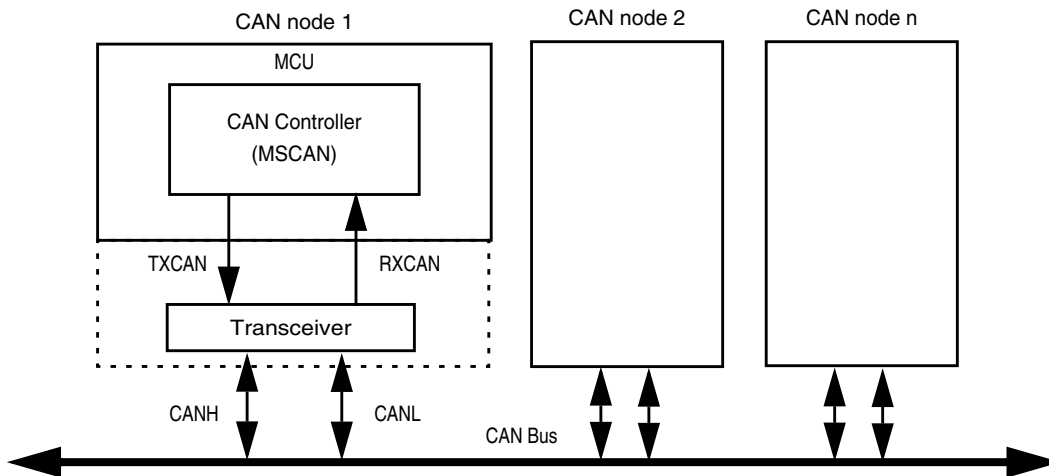 CAN node 1
CAN node 2
CAN node n
MCU
CAN Controller
(MSCAN)
TXCAN
RXCAN
Transceiver
CANH
CANL
CAN Bus